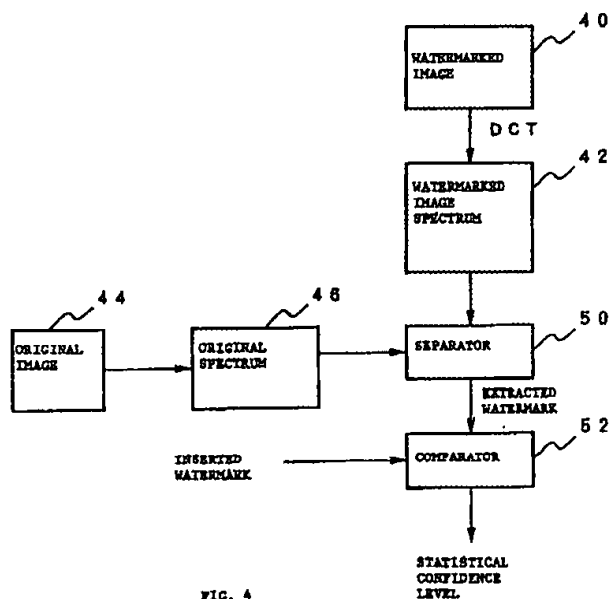 40
WATERMARKED
IMAGE
DCT
42
WATERMARKED
IMAGE
SPECTRUM
44
ORIGINAL
IMAGE
46
ORIGINAL
SPECTRUM
50
SEPARATOR
EXTRACTED
WATERMARK
52
INSERTED
WATERMARK
COMPARATOR
STATISTICAL
CONFIDENCE
LEVEL
FIG. 4